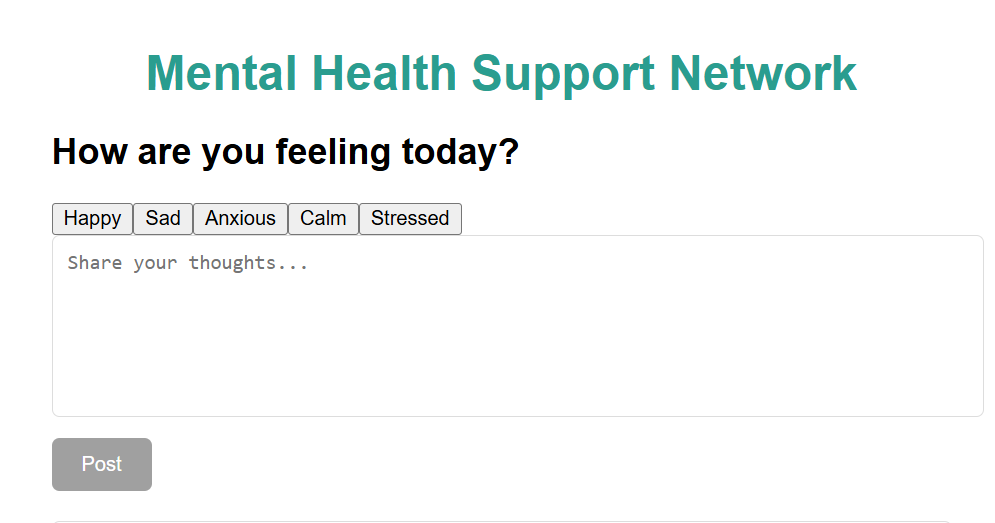 Mental Health Support Network
How are you feeling today?
Happy Sad Anxious Calm Stressed
Share your thoughts...
Post